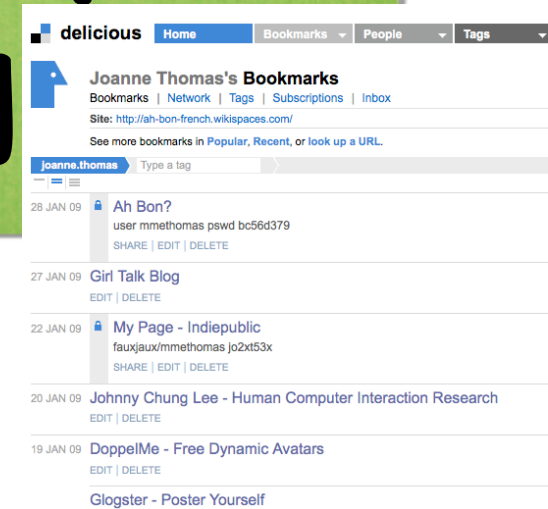 delicious Home Bookmarks People Tags
Joanne Thomas's Bookmarks
Bookmarks | Network | Tags | Subscriptions | Inbox
Site: http://ah-bon-french.wikispaces.com/
See more bookmarks in Popular, Recent, or look up a URL.
joanne.thomas Type a tag
28 JAN 09 Ah Bon?
user mmethomas pswd bc56d379
SHARE | EDIT | DELETE
27 JAN 09 Girl Talk Blog
EDIT | DELETE
22 JAN 09 My Page - Indiepublic
fauxjaux/mmethomas jo2xt53x
SHARE | EDIT | DELETE
20 JAN 09 Johnny Chung Lee - Human Computer Interaction Research
EDIT | DELETE
19 JAN 09 DoppelMe - Free Dynamic Avatars
EDIT | DELETE
Glogster - Poster Yourself